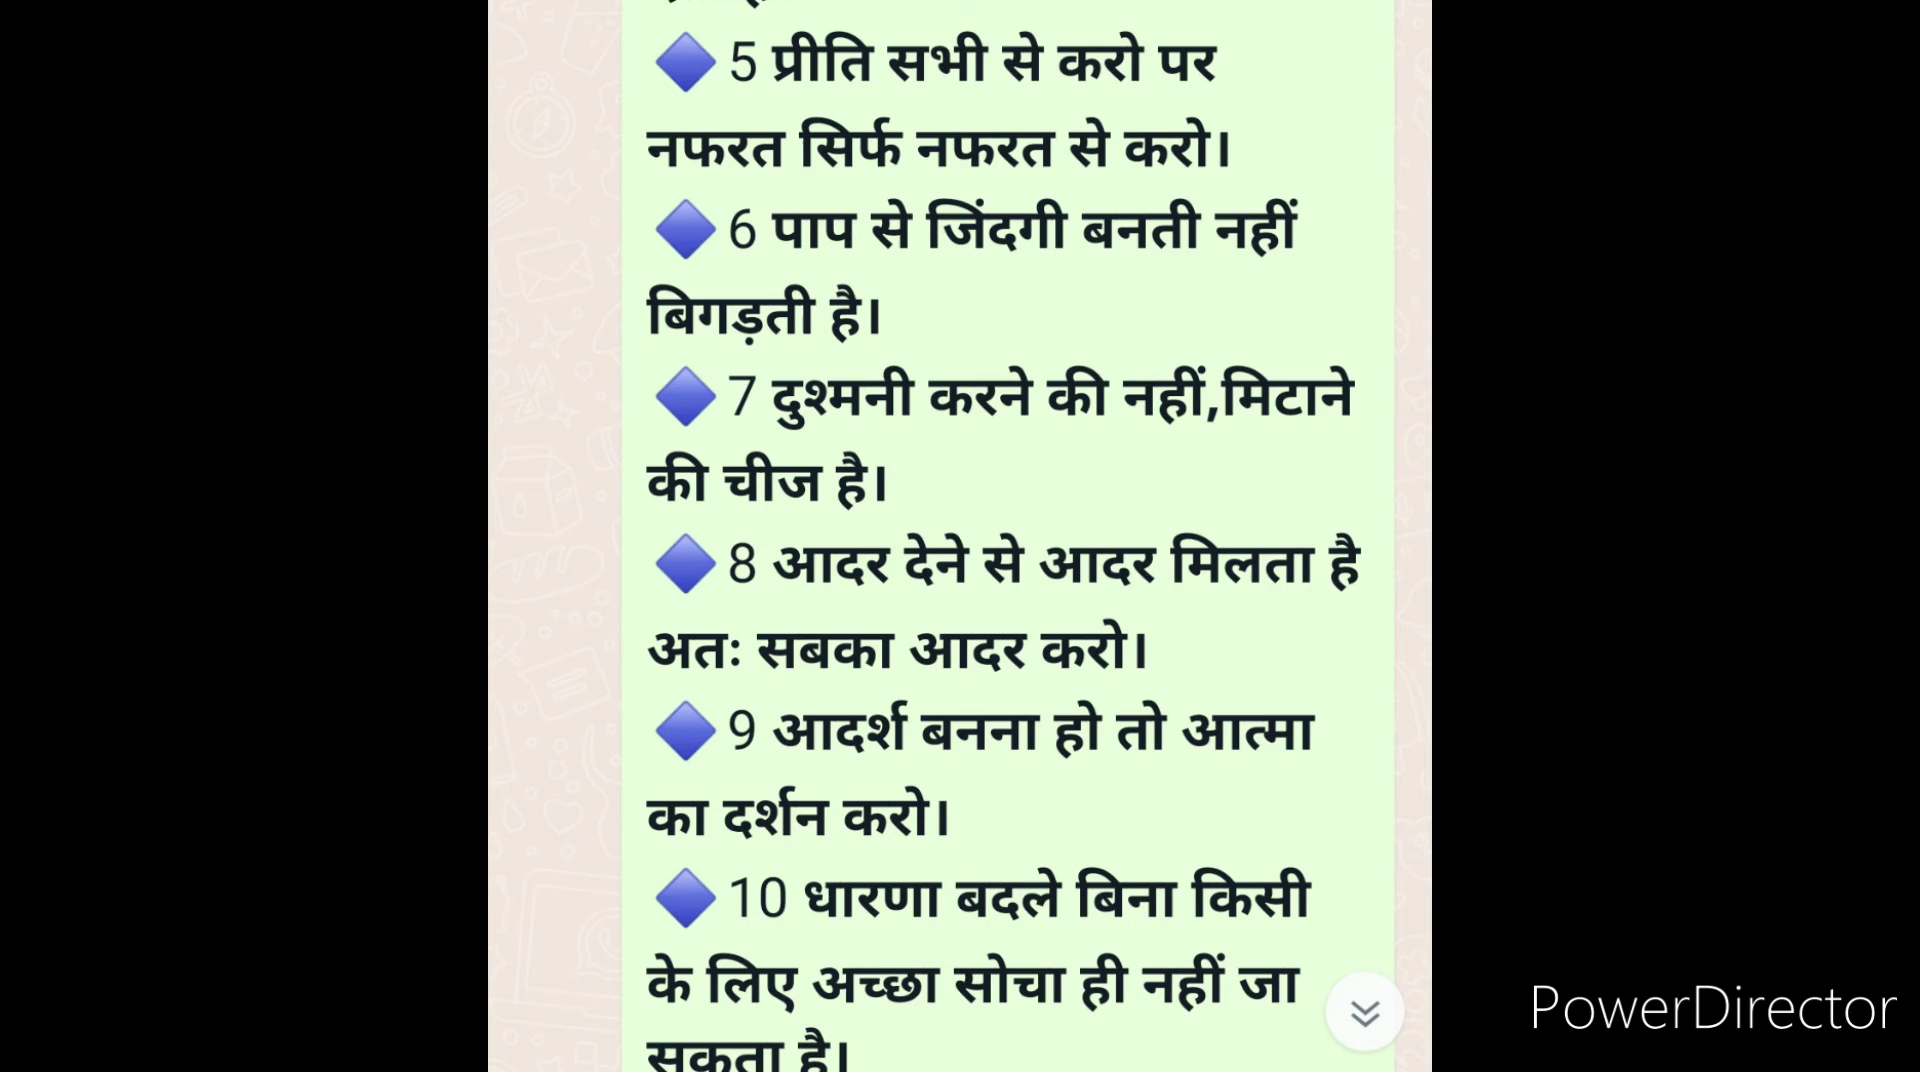 🔷 5 प्रीति सभी से करो पर
नफरत सिर्फ नफरत से करो।
🔷 6 पाप से जिंदगी बनती नहीं
बिगड़ती है।
🔷 7 दुश्मनी करने की नहीं,मिटाने
की चीज है।
🔷 8 आदर देने से आदर मिलता है
अतः सबका आदर करो।
🔷 9 आदर्श बनना हो तो आत्मा
का दर्शन करो।
🔷 10 धारणा बदले बिना किसी
के लिए अच्छा सोचा ही नहीं जा
सकता है।
PowerDirector